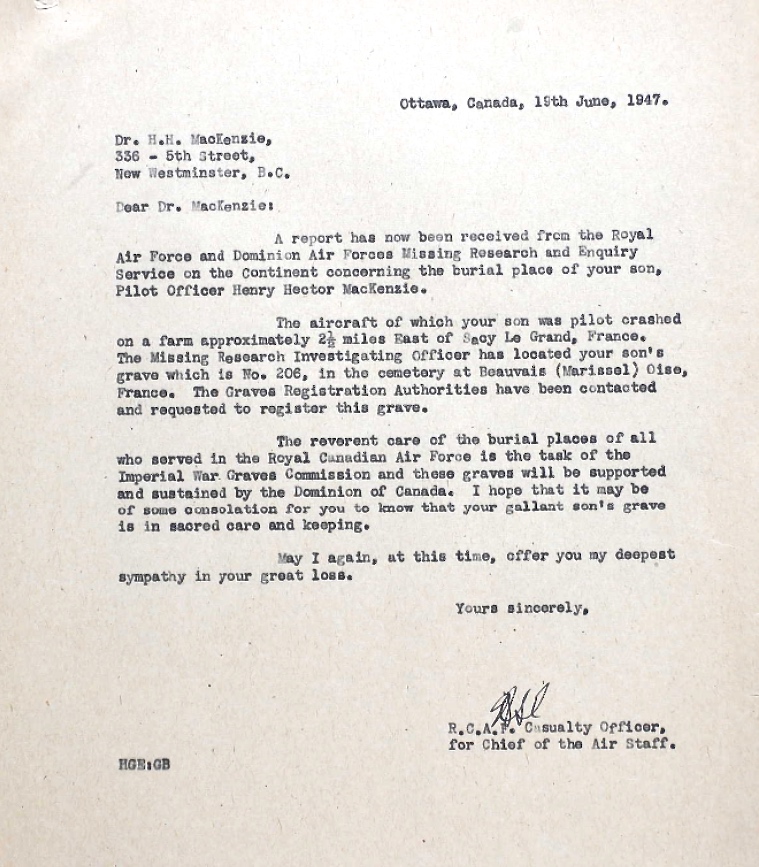 Ottawa, Canada, 19th June, 1947.
Dr. H.H. MacKenzie,
336 - 5th Street,
New Westminster, B.C.
Dear Dr. MacKenzie:
A report has now been received from the Royal
Air Force and Dominion Air Forces Missing Research and Enquiry
Service on the Continent concerning the burial place of your son,
Pilot Officer Henry Hector MacKenzie.
The aircraft of which your son was pilot crashed
on a farm approximately 2½ miles East of Sacy Le Grand, France.
The Missing Research Investigating Officer has located your son's
grave which is No. 206, in the cemetery at Beauvais (Marissel) Oise,
France. The Graves Registration Authorities have been contacted
and requested to register this grave.
The reverent care of the burial places of all
who served in the Royal Canadian Air Force is the task of the
Imperial War Graves Commission and these graves will be supported
and sustained by the Dominion of Canada. I hope that it may be
of some consolation for you to know that your gallant son's grave
is in sacred care and keeping.
May I again, at this time, offer you my deepest
sympathy in your great loss.
Yours sincerely,
R.C.A.F. Casualty Officer,
for Chief of the Air Staff.
HGE:GB